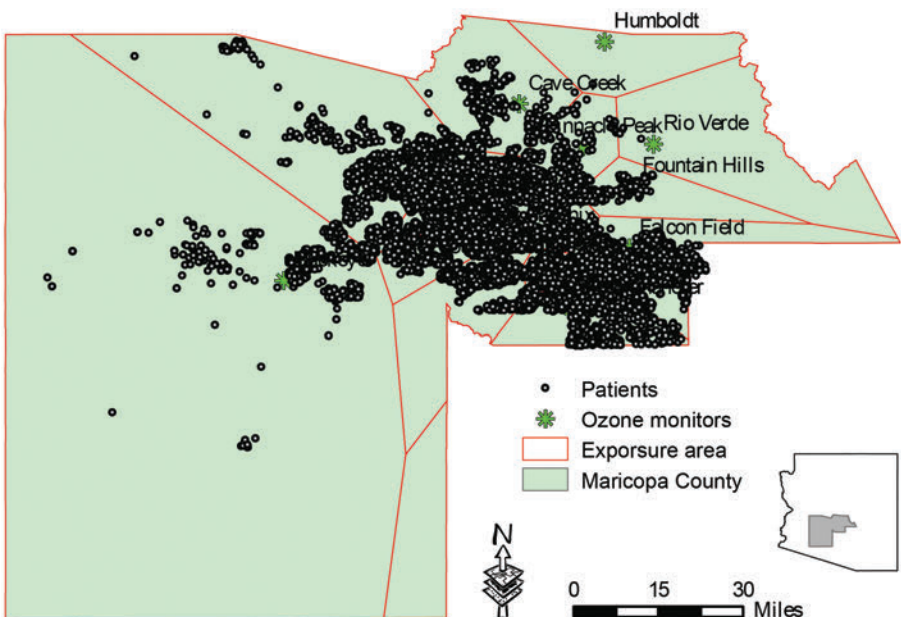 Humboldt
Cave Creek
Peak
Rio Verde
Fountain Hills
Falcon Field
Patients
Ozone monitors
Exporsure area
Maricopa County
N
0 15 30
Miles